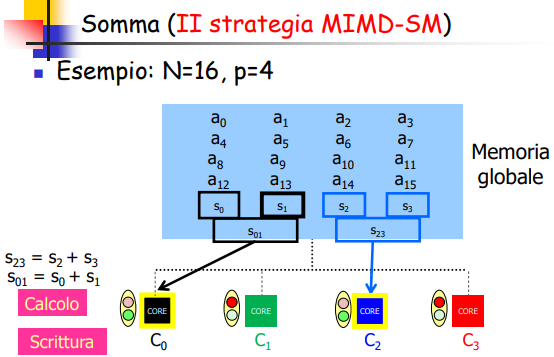 Somma (II strategia MIMD-SM)
Esempio: N=16, p=4
a0 a1 a2 a3
a4 a5 a6 a7
a8 a9 a10 a11
a12 a13 a14 a15
Memoria
globale
s0 s1 s2 s3
s01 s23
s23 = s2 + s3
s01 = s0 + s1
Calcolo
CORE CORE CORE CORE
Scrittura
C0 C1 C2 C3